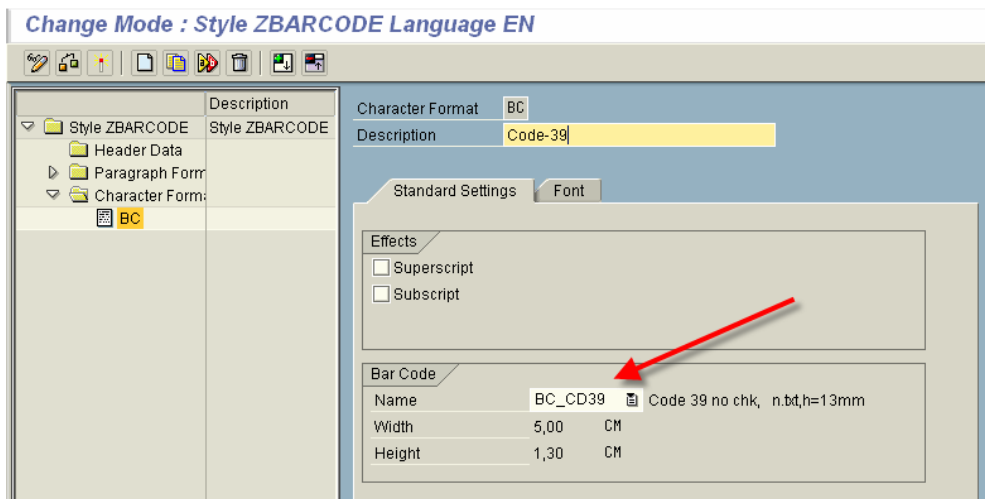 Change Mode : Style ZBARCODE Language EN
Description
Style ZBARCODE Style ZBARCODE
Header Data
Paragraph Form
Character Form
BC
Character Format BC
Description Code-39
Standard Settings Font
Effects
Superscript
Subscript
Bar Code
Name BC_CD39 Code 39 no chk, n.txt,h=13mm
Width 5,00 CM
Height 1,30 CM